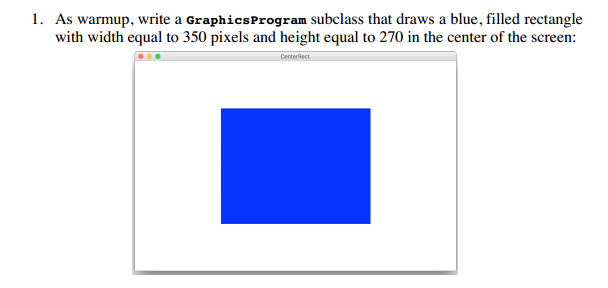 1. As warmup, write a GraphicsProgram subclass that draws a blue, filled rectangle
with width equal to 350 pixels and height equal to 270 in the center of the screen:
CenterRect